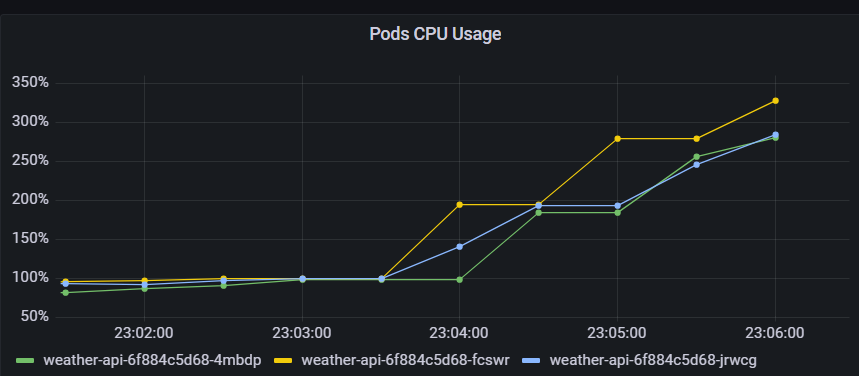 Pods CPU Usage
350%
300%
250%
200%
150%
100%
50%
23:02:00 23:03:00 23:04:00 23:05:00 23:06:00
weather-api-6f884c5d68-4mbdp weather-api-6f884c5d68-fcswr weather-api-6f884c5d68-jrwcg